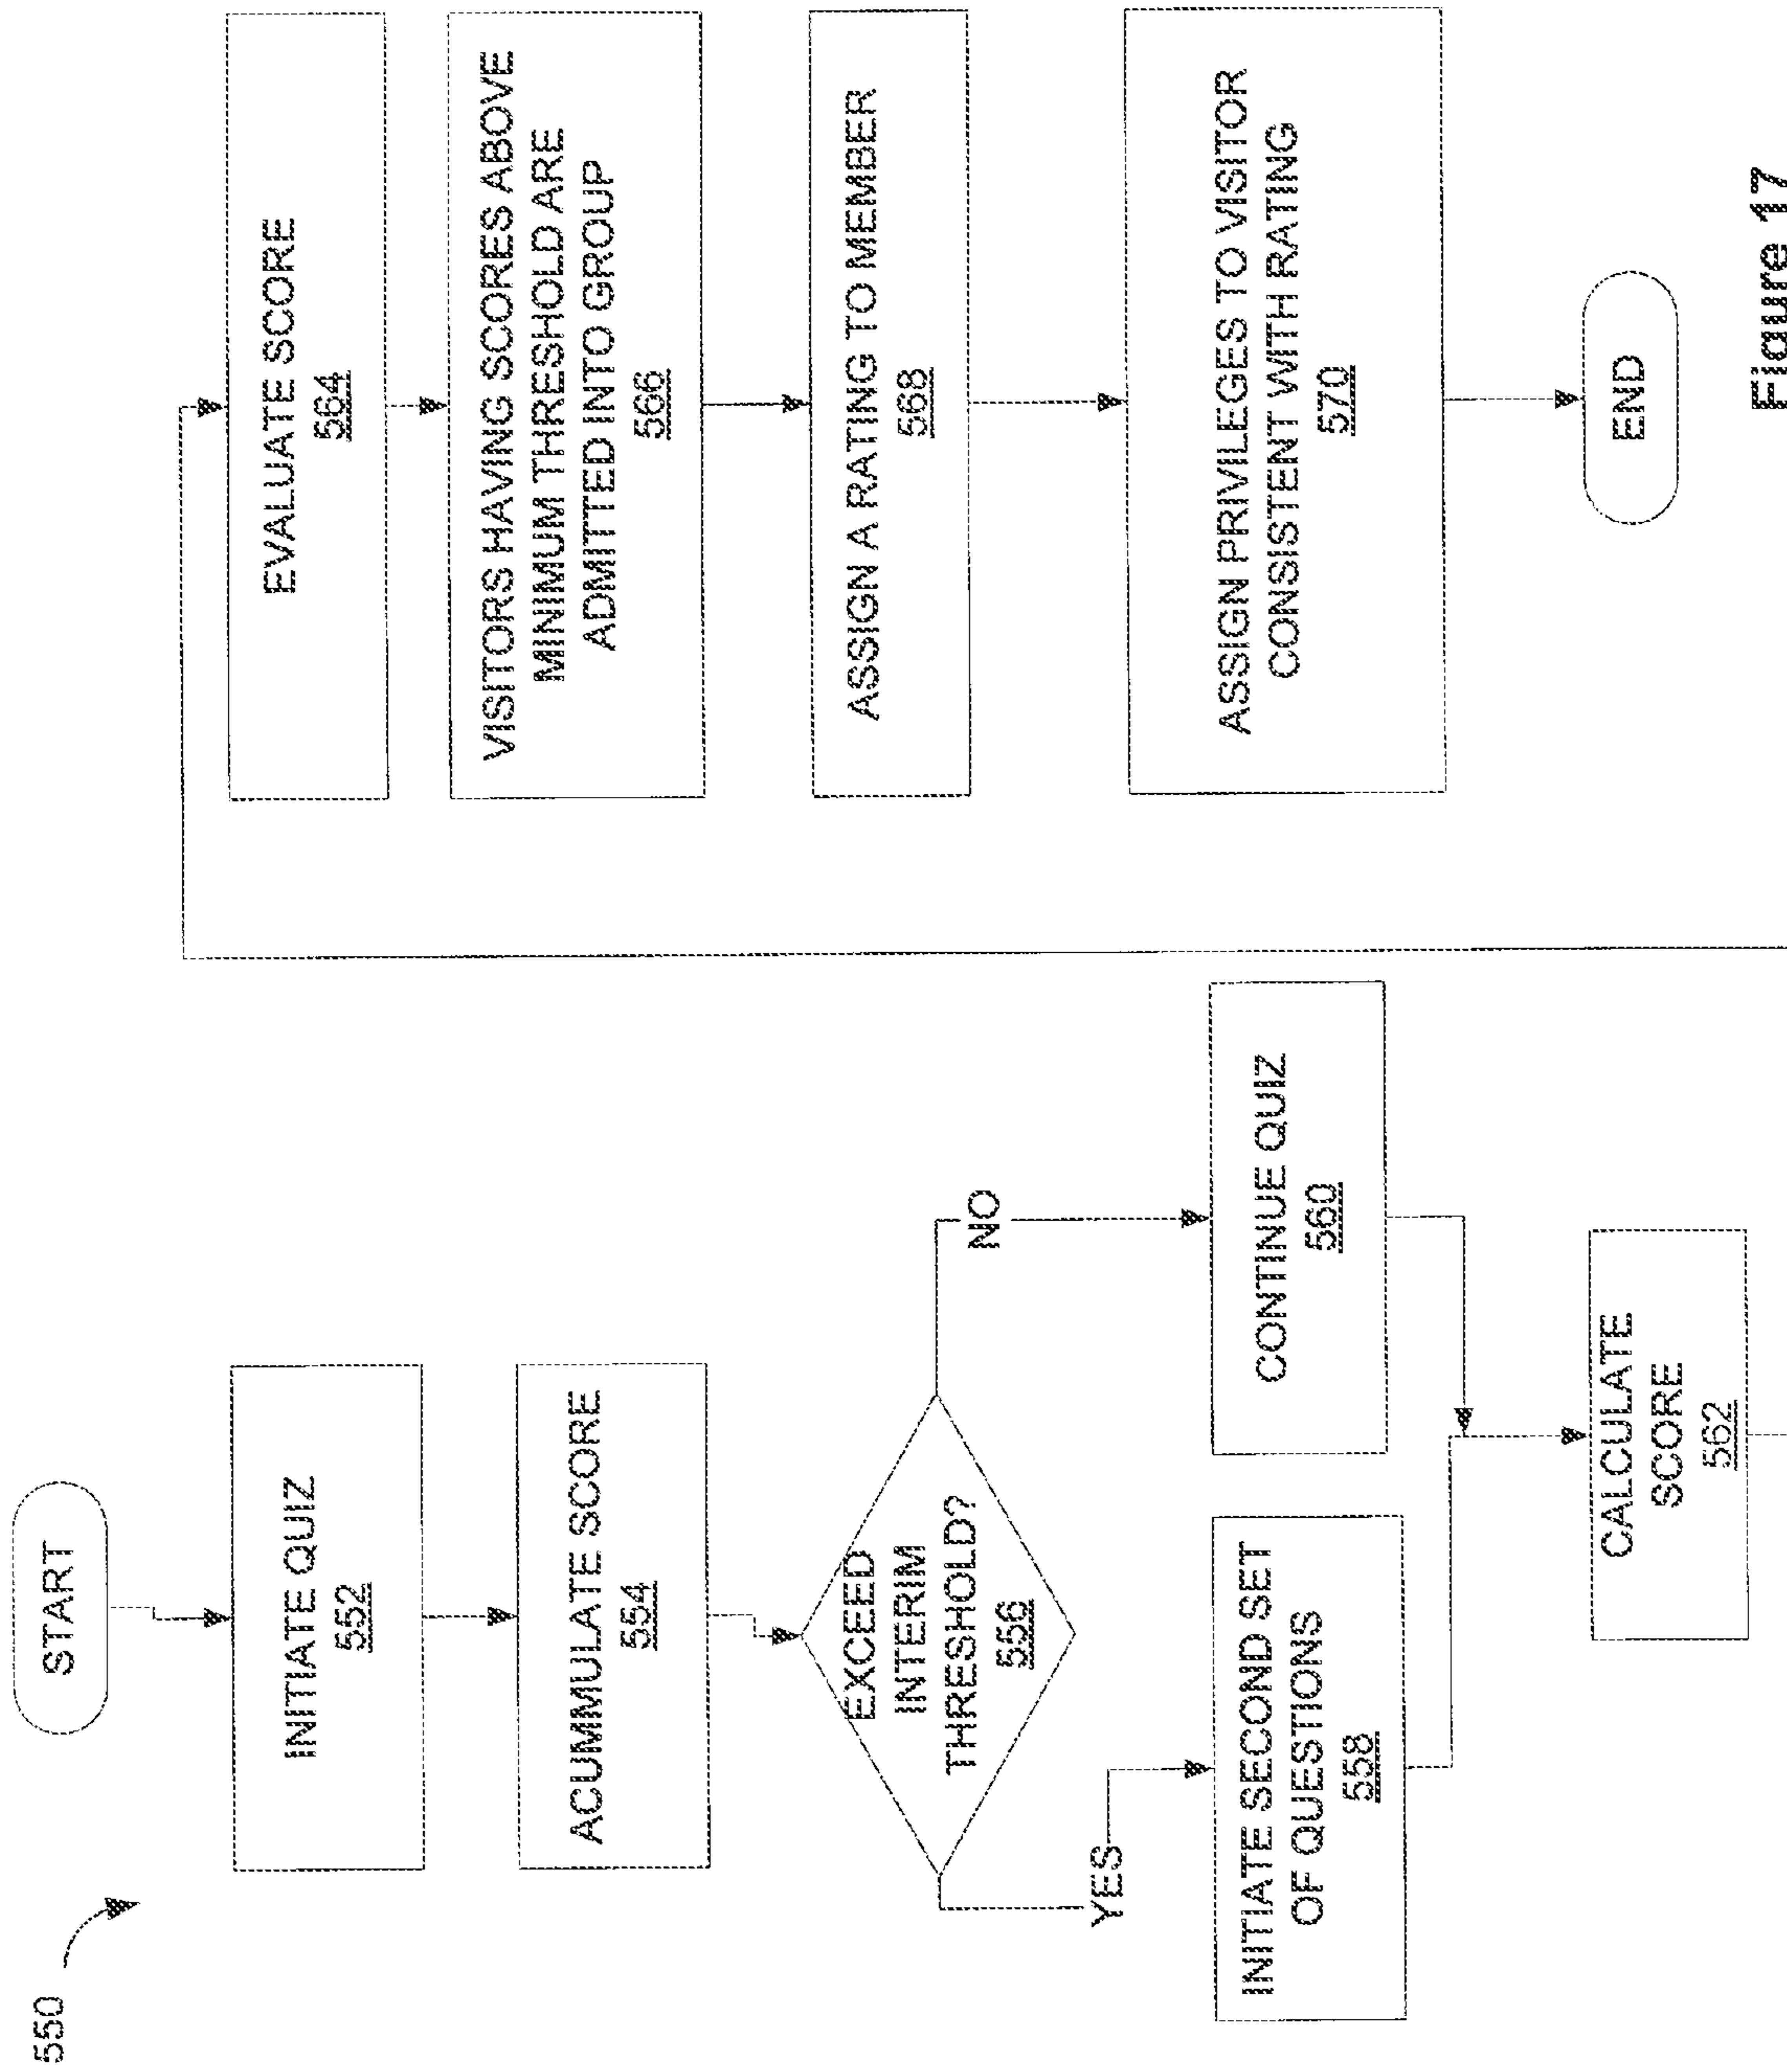 550
START
INITIATE QUIZ
552
ACUMMULATE SCORE
554
EXCEED
INTERIM
THRESHOLD?
556
YES
NO
INITIATE SECOND SET
OF QUESTIONS
558
CONTINUE QUIZ
560
CALCULATE
SCORE
562
EVALUATE SCORE
564
VISITORS HAVING SCORES ABOVE
MINIMUM THRESHOLD ARE
ADMITTED INTO GROUP
566
ASSIGN A RATING TO MEMBER
568
ASSIGN PRIVILEGES TO VISITOR
CONSISTENT WITH RATING
570
END
Figure 17